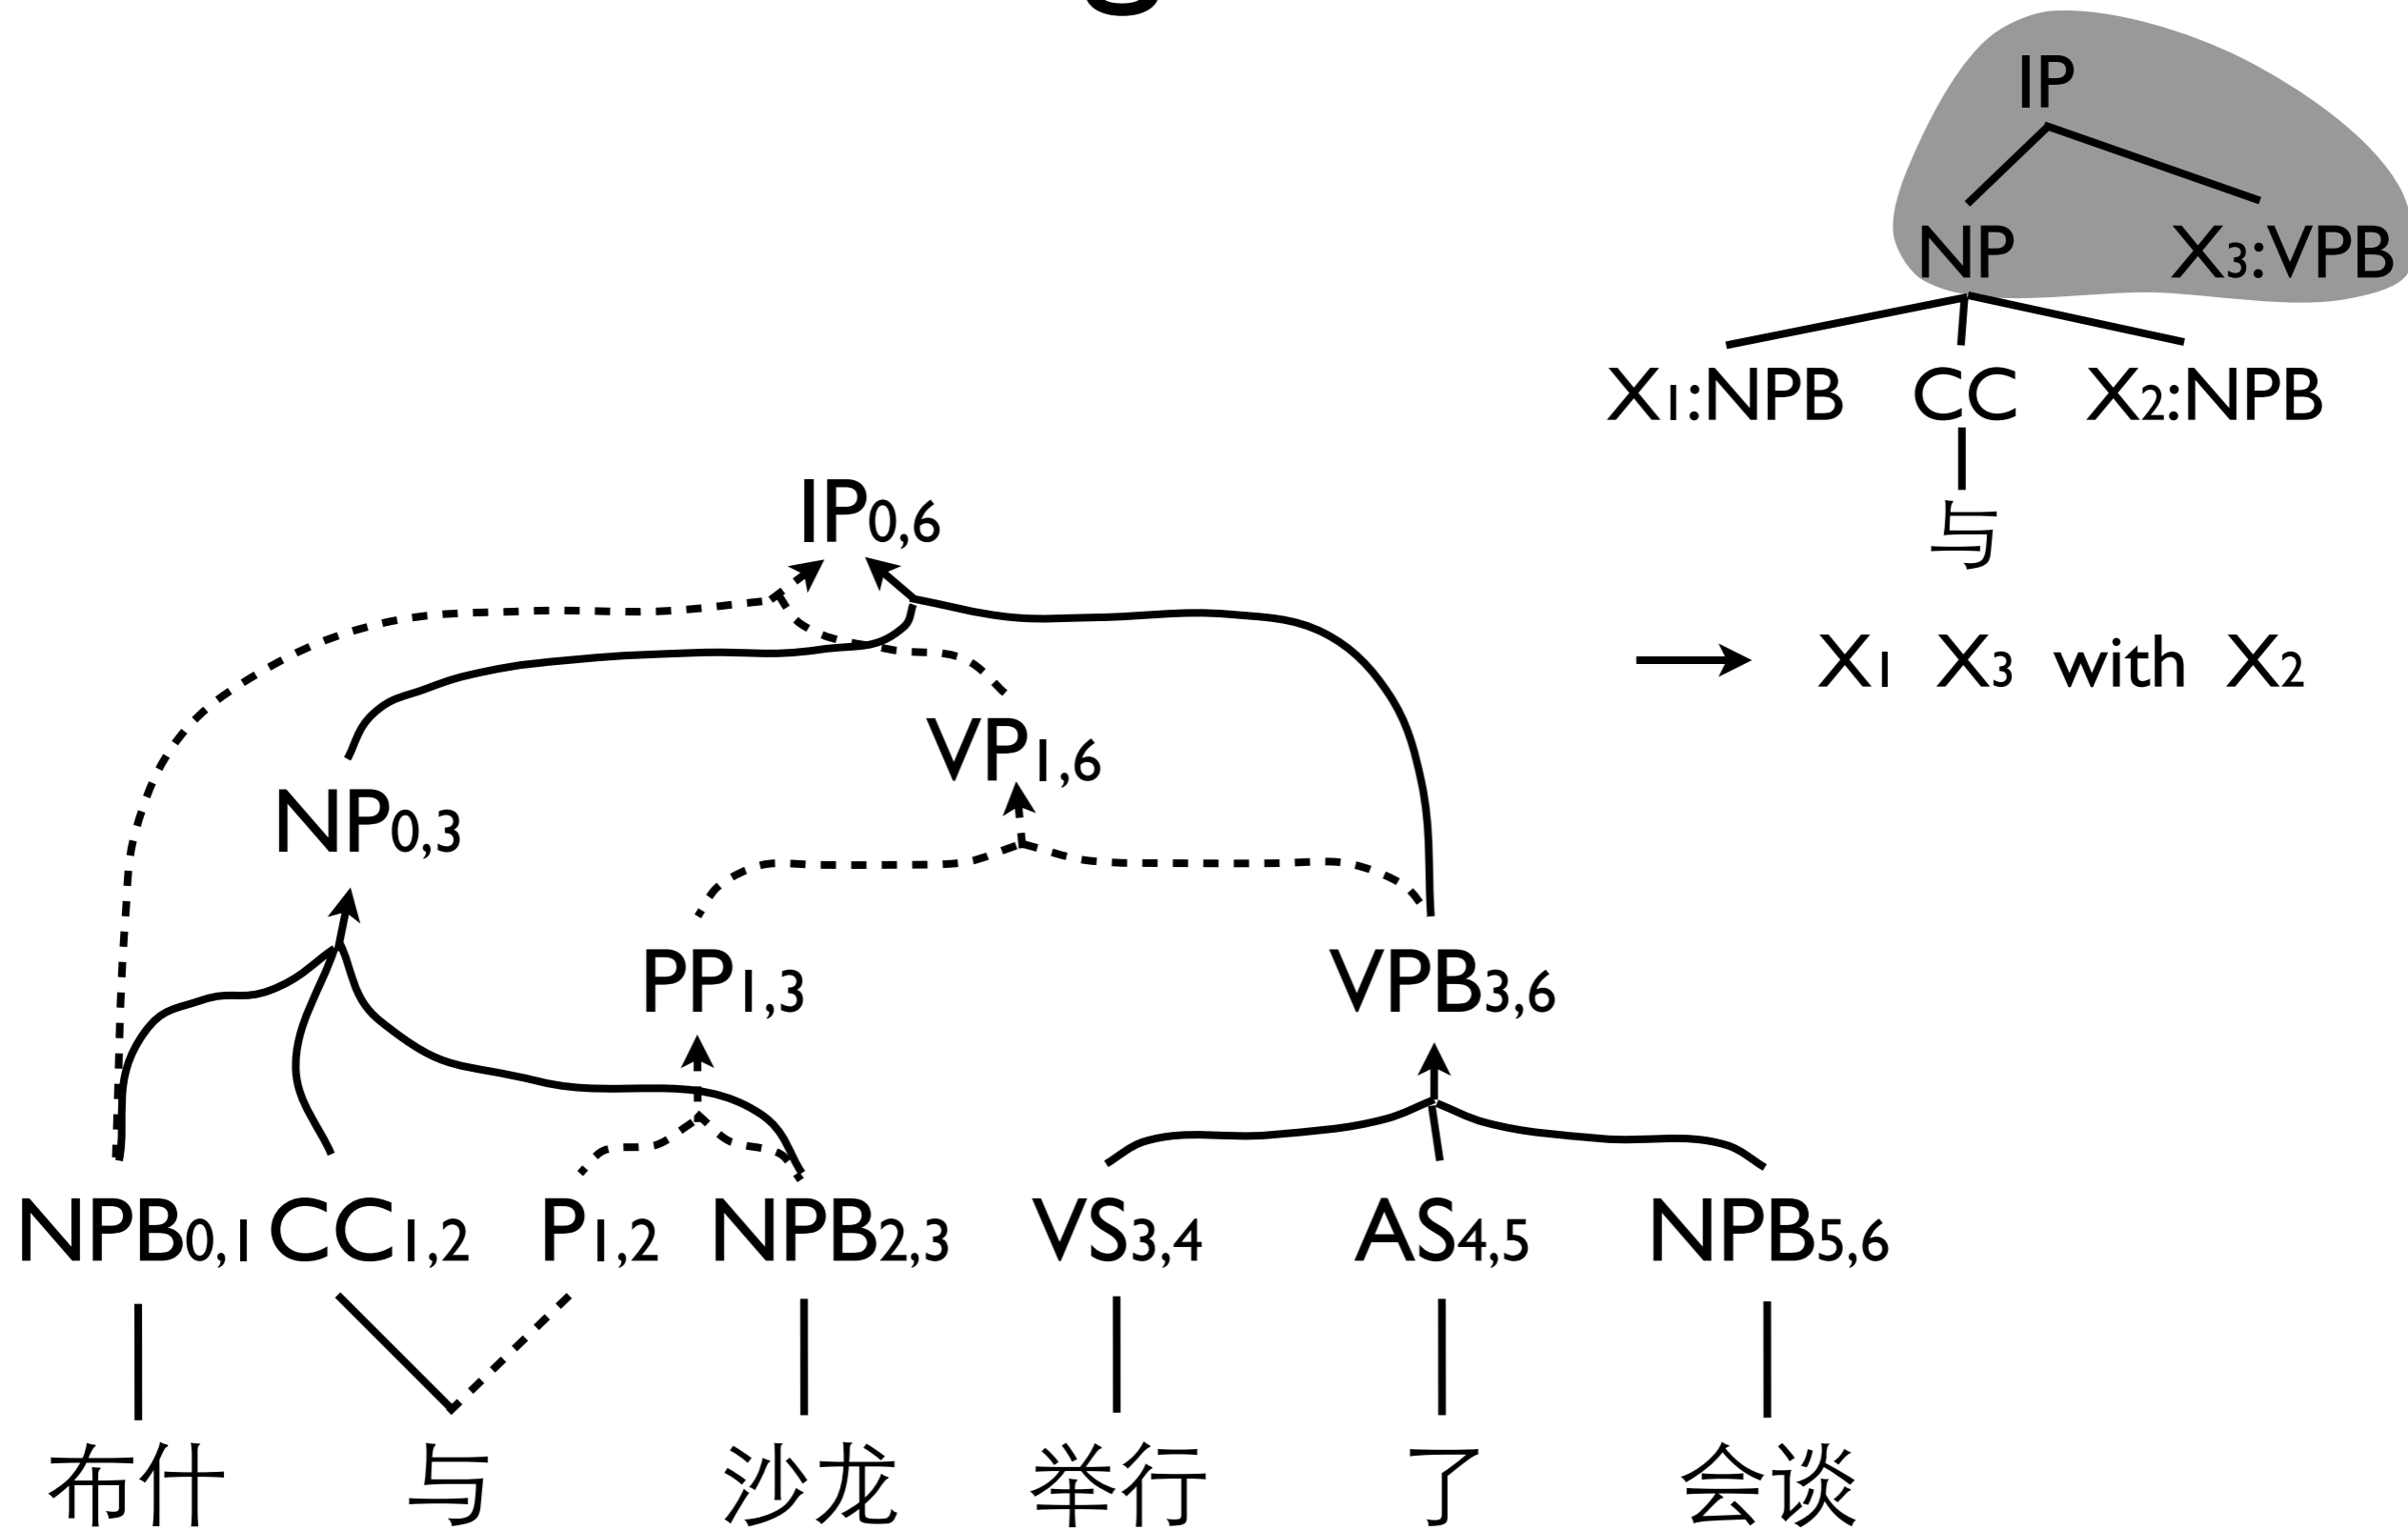 IP
NP X3:VPB
X1:NPB CC X2:NPB
与
IP0,6
X1 X3 with X2
VP1,6
NP0,3
PP1,3 VPB3,6
NPB0,1 CC1,2 P1,2 NPB2,3 VS3,4 AS4,5 NPB5,6
布什 与 沙龙 举行 了 会谈